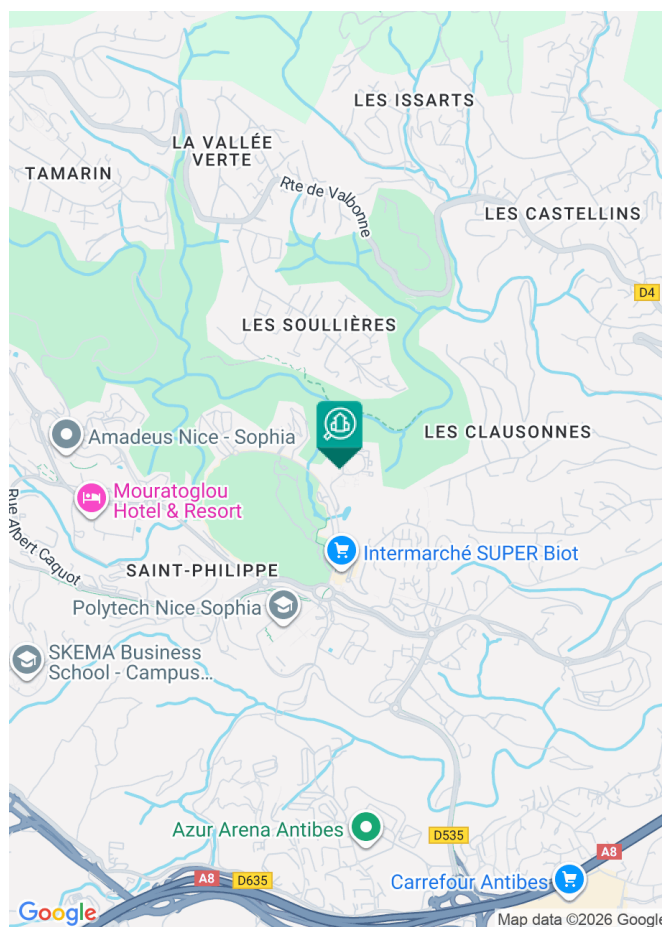 LES ISSARTS
LA VALLÉE
VERTE
TAMARIN
Rte de Valbonne
LES CASTELLINS
D4
LES SOULLIÈRES
LES CLAUSONNES
Amadeus Nice - Sophia
Mouratoglou
Hotel & Resort
Rue Albert Caquot
Intermarché SUPER Biot
SAINT-PHILIPPE
Polytech Nice Sophia
SKEMA Business
School - Campus...
Azur Arena Antibes
D535
A8
A8
D635
Carrefour Antibes
Google
Map data ©2026 Google